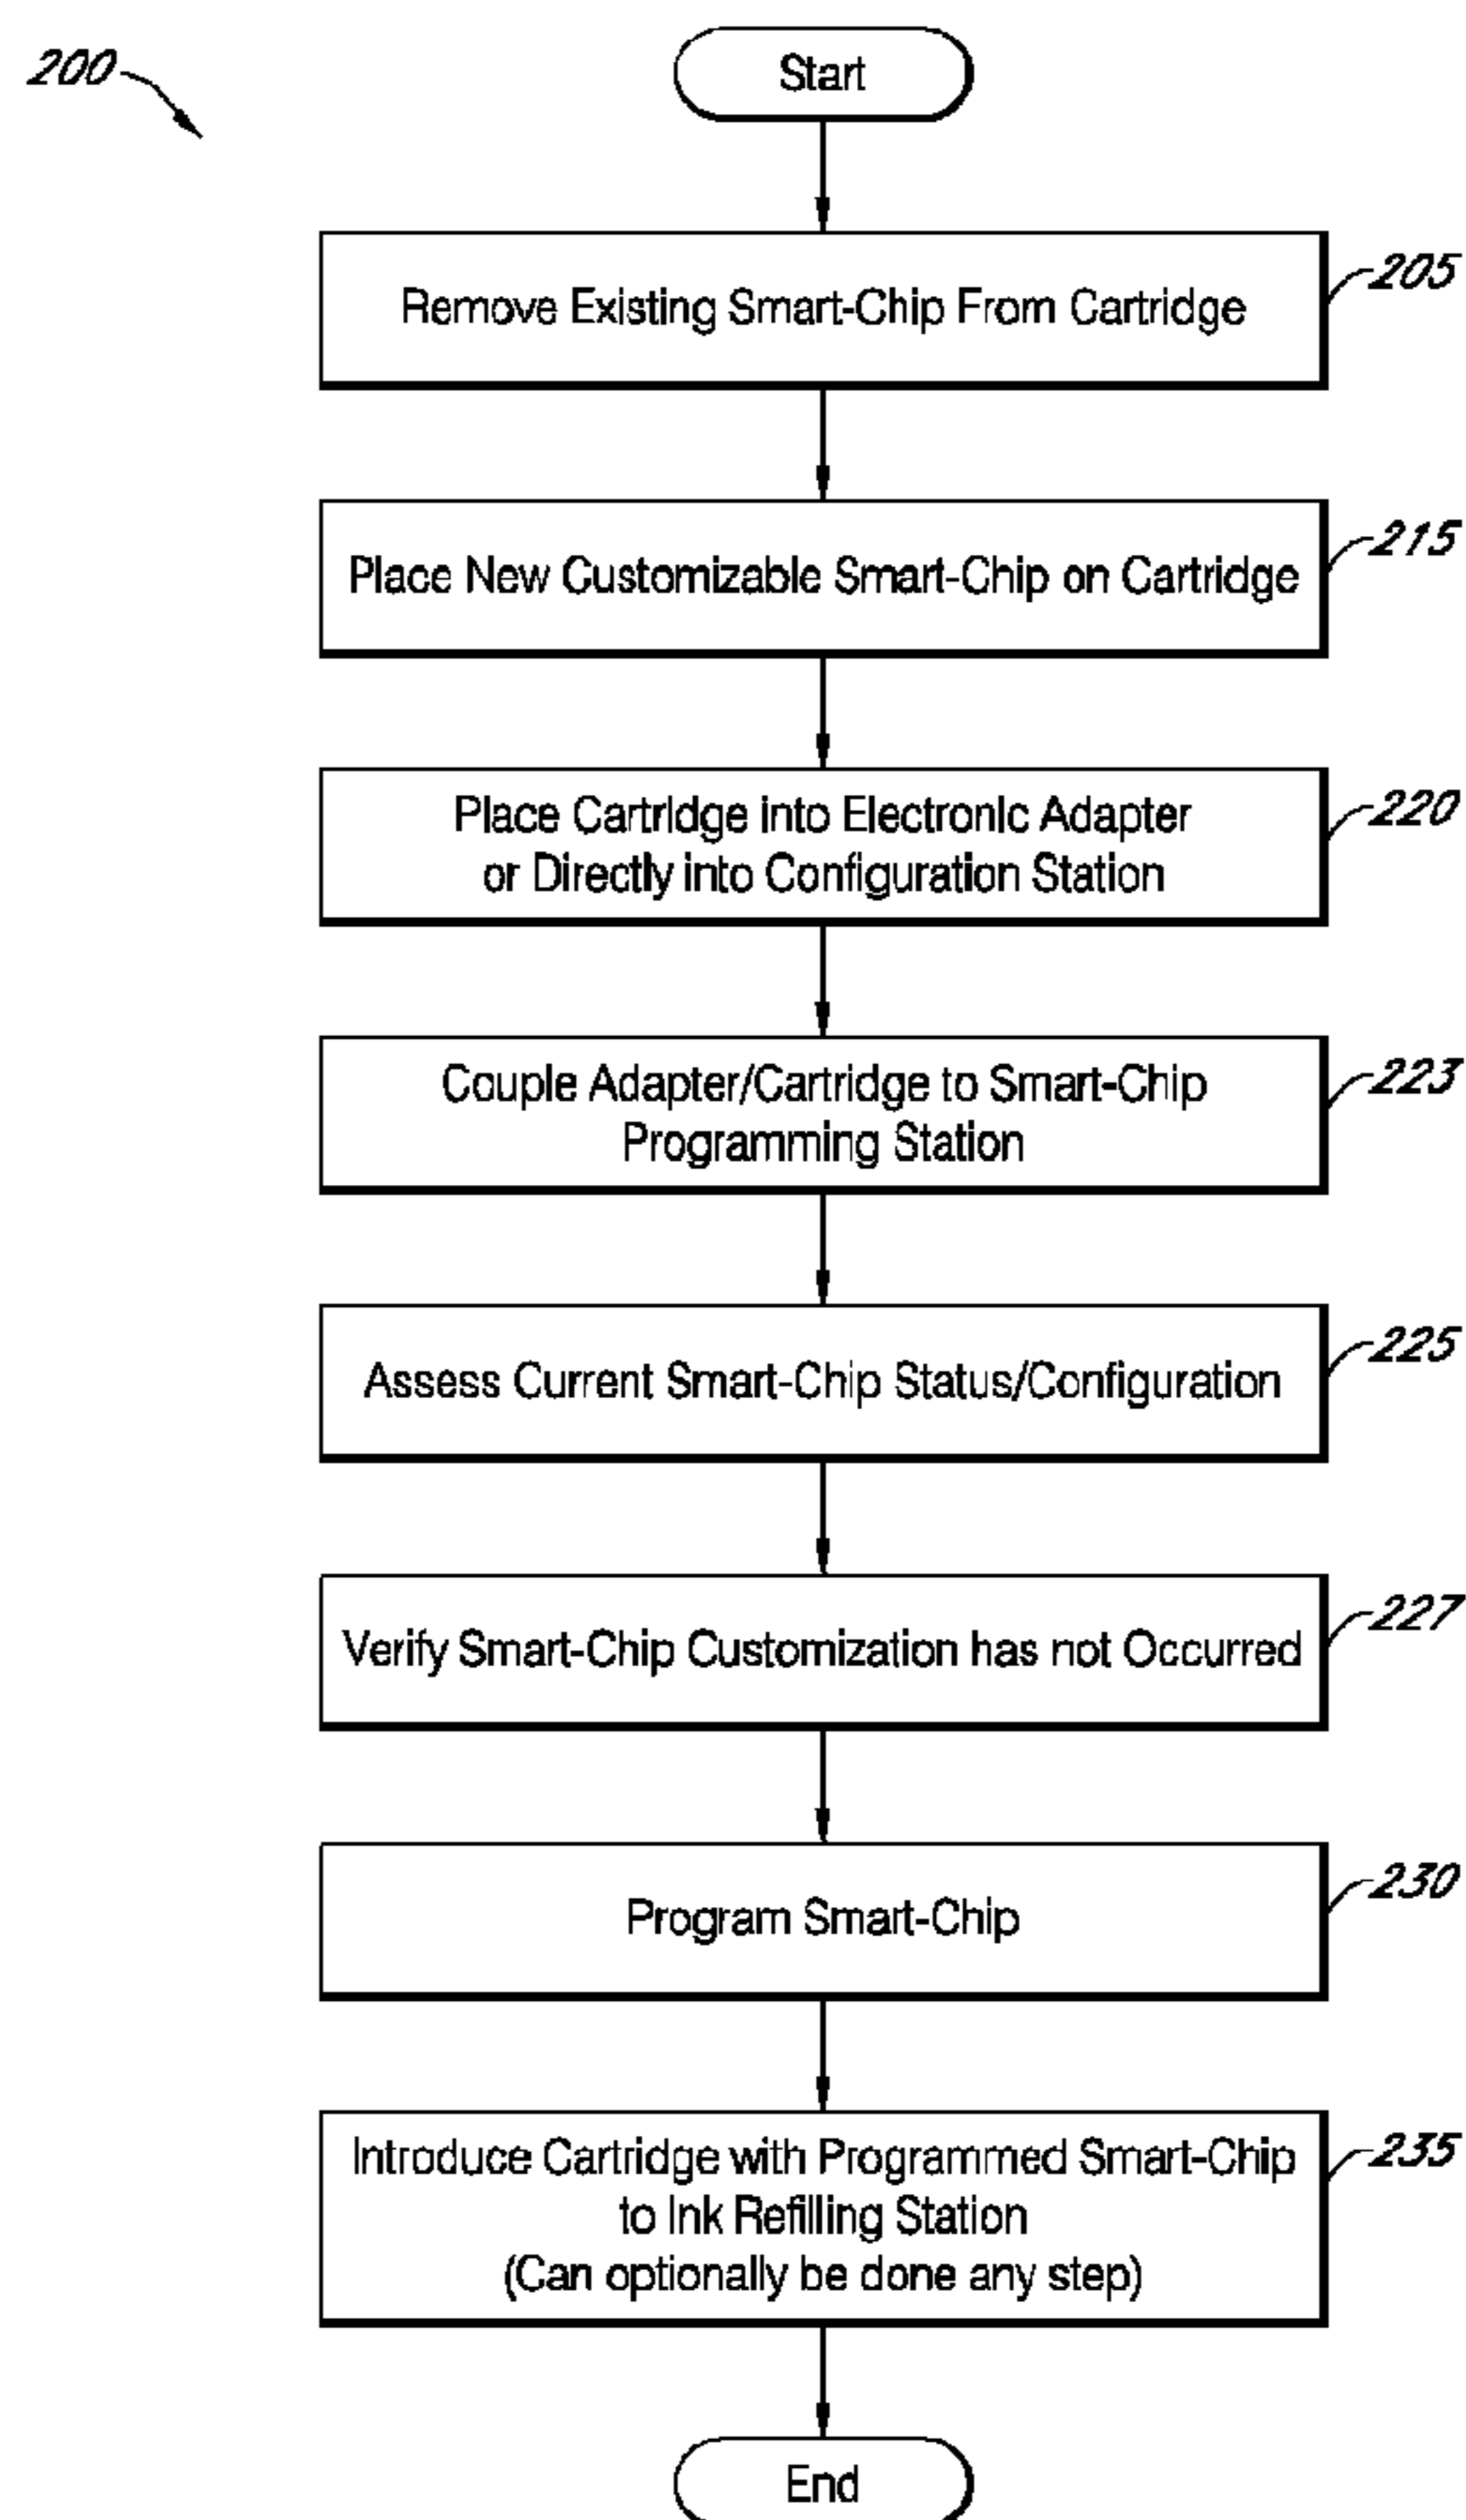 200
Start
Remove Existing Smart-Chip From Cartridge
205
Place New Customizable Smart-Chip on Cartridge
215
Place Cartridge into Electronic Adapter
or Directly into Configuration Station
220
Couple Adapter/Cartridge to Smart-Chip
Programming Station
223
Assess Current Smart-Chip Status/Configuration
225
Verify Smart-Chip Customization has not Occurred
227
Program Smart-Chip
230
Introduce Cartridge with Programmed Smart-Chip
to Ink Refilling Station
(Can optionally be done any step)
235
End